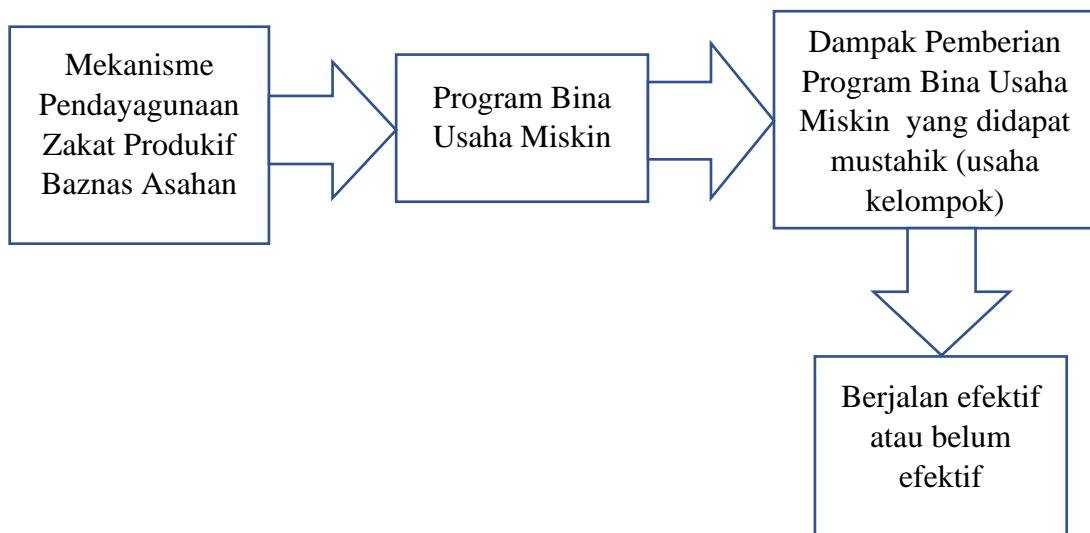 Mekanisme
Pendayagunaan
Zakat Produkif
Baznas Asahan
Program Bina
Usaha Miskin
Dampak Pemberian
Program Bina Usaha
Miskin yang didapat
mustahik (usaha
kelompok)
Berjalan efektif
atau belum
efektif